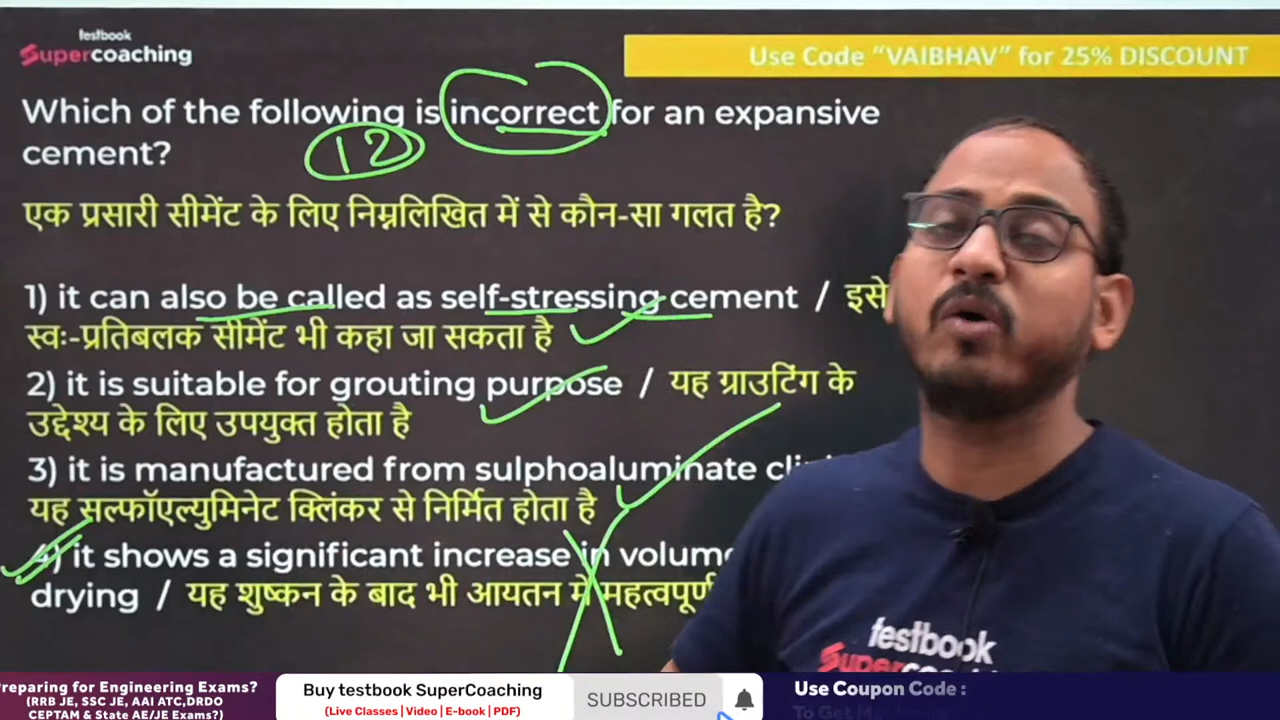 testbook
Supercoaching
Use Code “VAIBHAV” for 25% DISCOUNT
Which of the following is incorrect for an expansive
cement?
12
एक प्रसारी सीमेंट के लिए निम्नलिखित में से कौन-सा गलत है?
1) it can also be called as self-stressing cement / इसे
स्वः-प्रतिबलक सीमेंट भी कहा जा सकता है
2) it is suitable for grouting purpose / यह ग्राउटिंग के
उद्देश्य के लिए उपयुक्त होता है
3) it is manufactured from sulphoaluminate
यह सल्फॉएल्युमिनेट क्लिंकर से निर्मित होता है
4) it shows a significant increase in
drying / यह शुष्कन के बाद भी आयतन में महत्वपूर्ण
testbook
Preparing for Engineering Exams?
(RRB JE, SSC JE, AAI ATC,DRDO
CEPTAM & State AE/JE Exams?)
Buy testbook SuperCoaching
(Live Classes | Video | E-book | PDF)
SUBSCRIBED
Use Coupon Code :